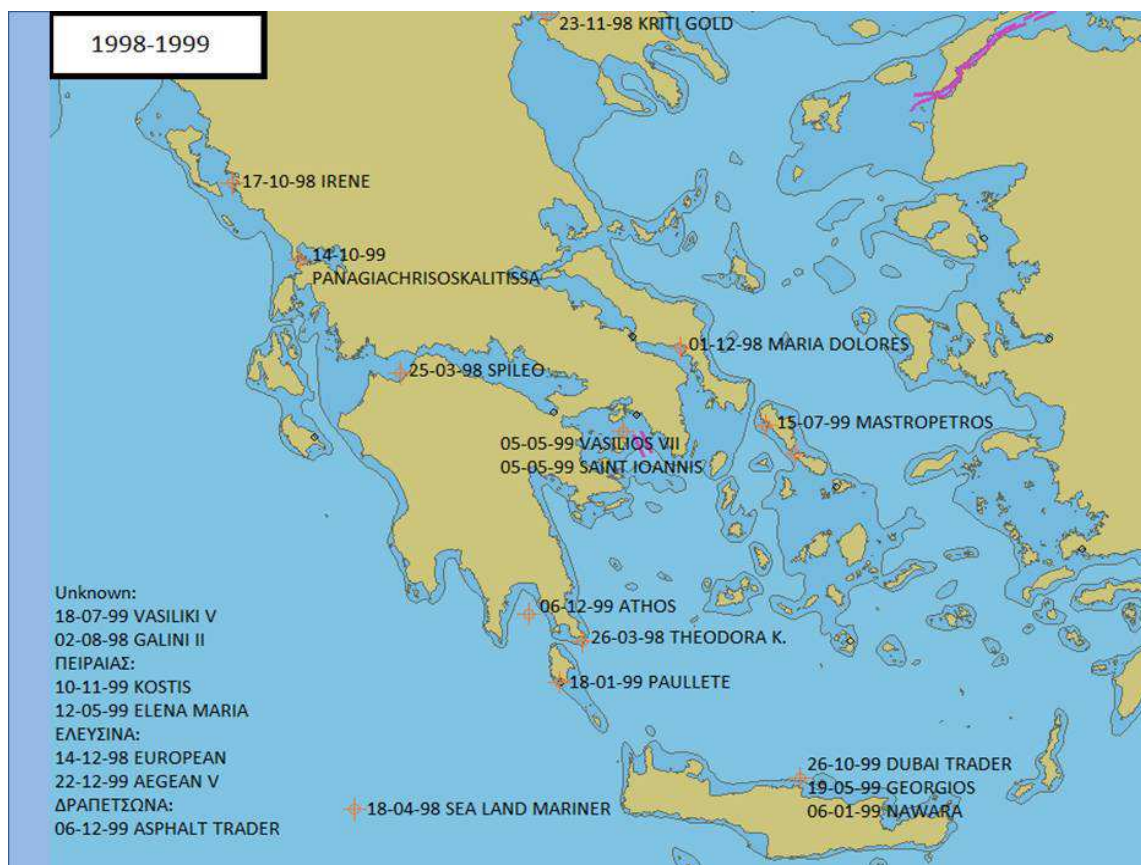 1998-1999
23-11-98 KRITI GOLD
17-10-98 IRENE
14-10-99
PANAGIACHRISOSKALITISSA
01-12-98 MARIA DOLORES
25-03-98 SPILEO
15-07-99 MASTROPETROS
05-05-99 VASILIOS VII
05-05-99 SAINT IOANNIS
06-12-99 ATHOS
26-03-98 THEODORA K.
18-01-99 PAULLETE
26-10-99 DUBAI TRADER
19-05-99 GEORGIOS
06-01-99 NAWARA
18-04-98 SEA LAND MARINER
Unknown:
18-07-99 VASILIKI V
02-08-98 GALINI II
ΠΕΙΡΑΙΑΣ:
10-11-99 KOSTIS
12-05-99 ELENA MARIA
ΕΛΕΥΣΙΝΑ:
14-12-98 EUROPEAN
22-12-99 AEGEAN V
ΔΡΑΠΕΤΣΩΝΑ:
06-12-99 ASPHALT TRADER